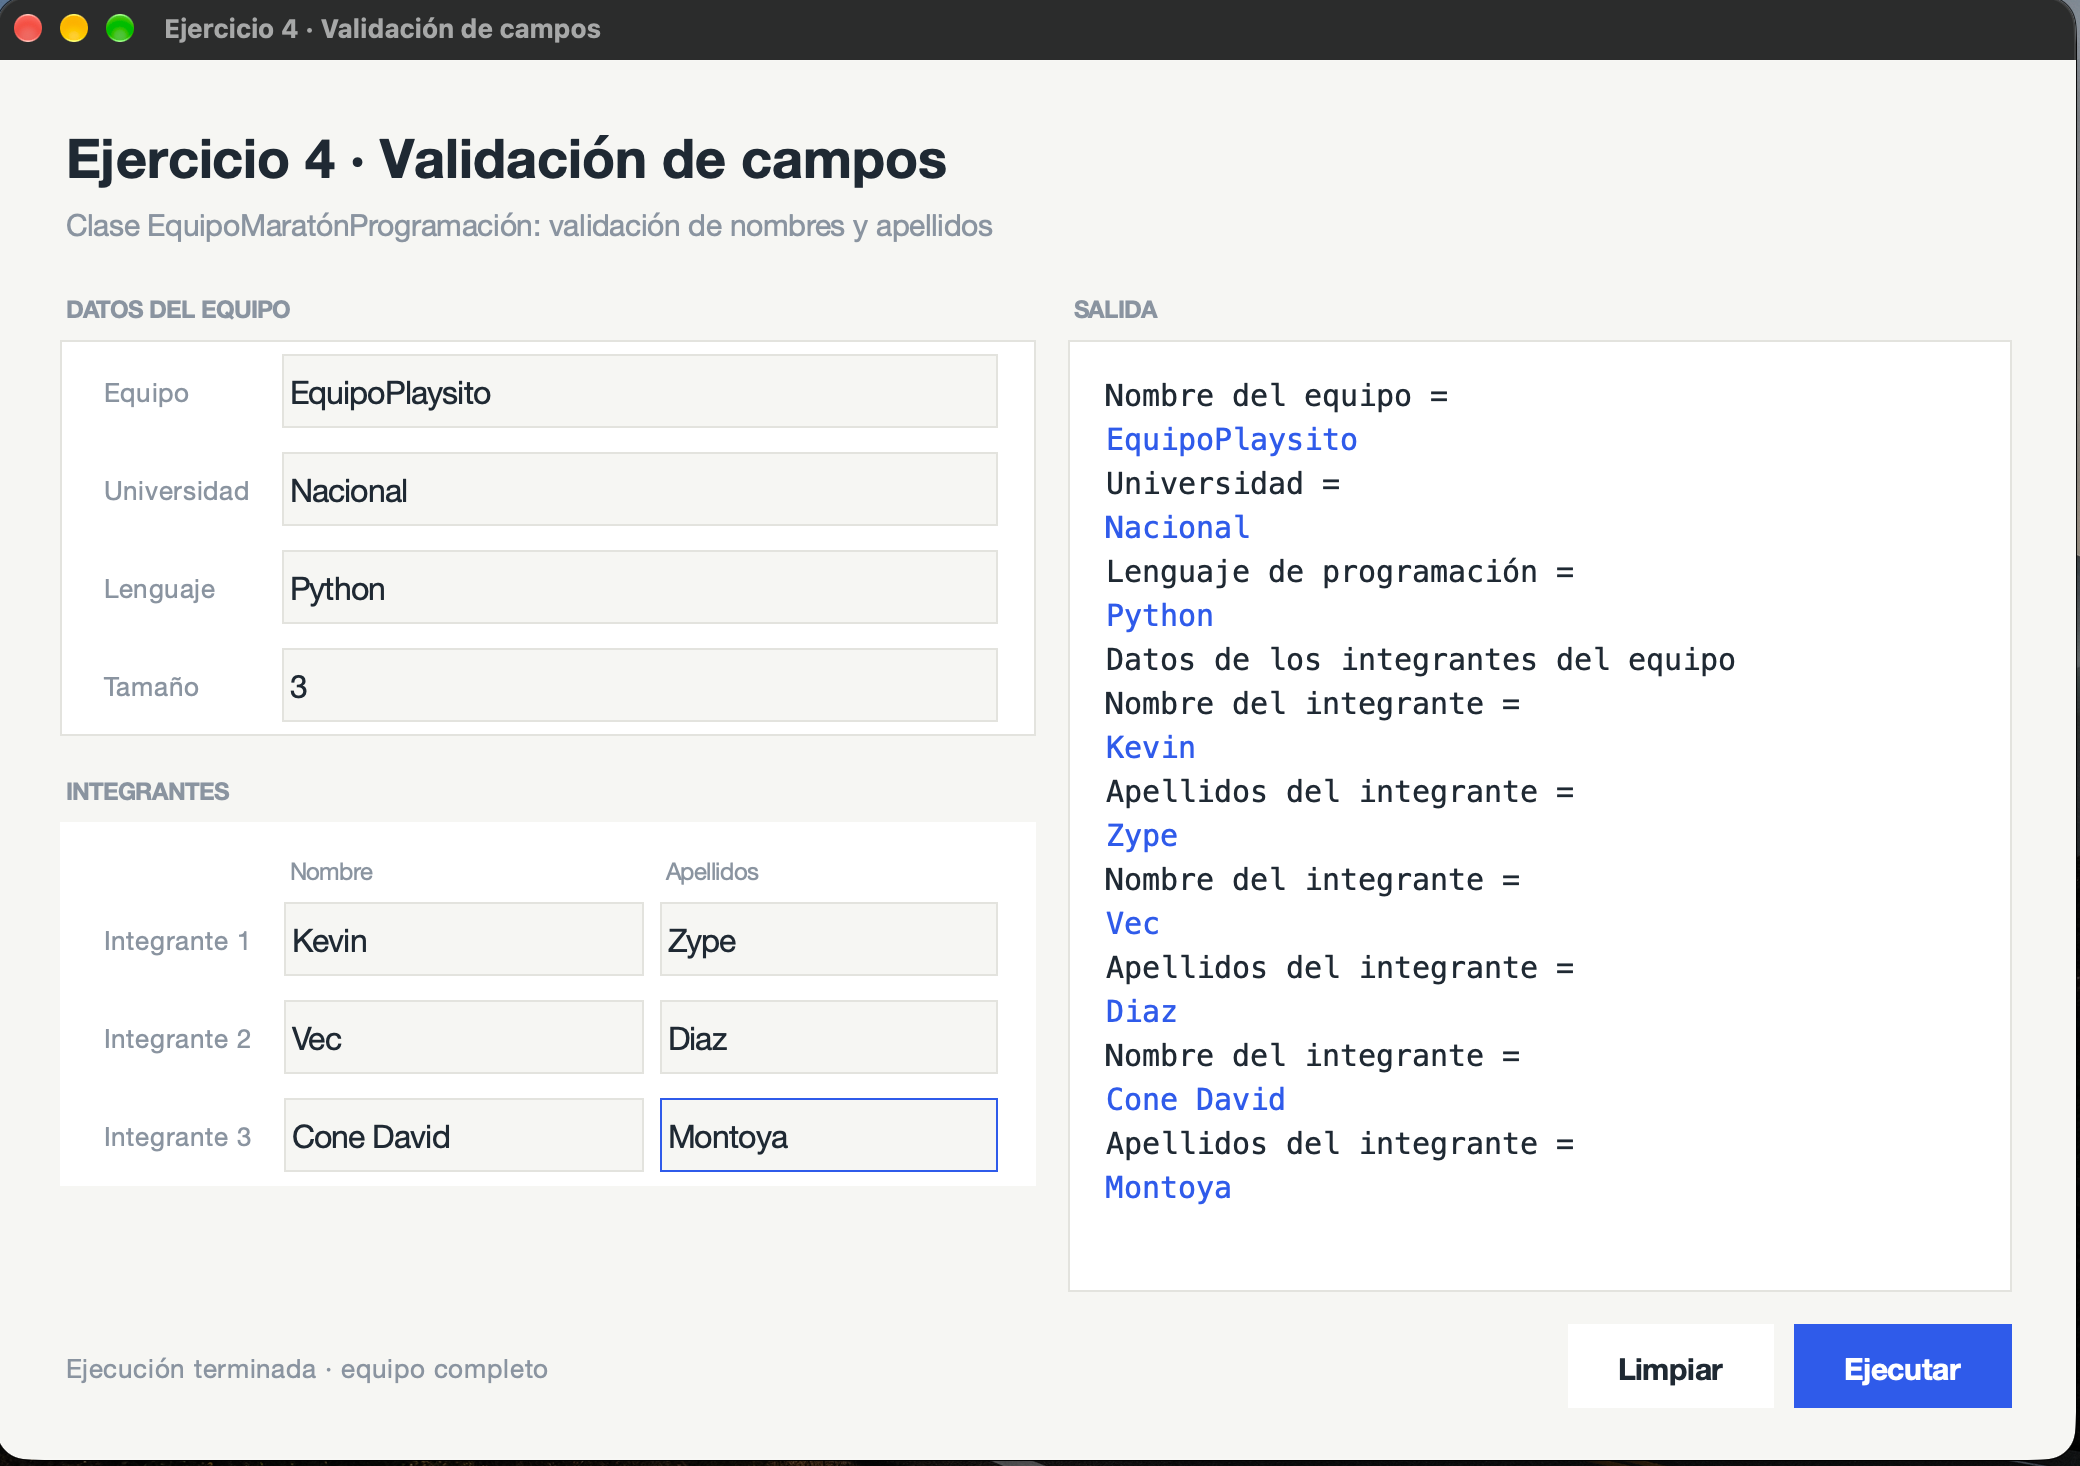 Ejercicio 4 · Validación de campos
Ejercicio 4 · Validación de campos
Clase EquipoMaratónProgramación: validación de nombres y apellidos
DATOS DEL EQUIPO
Equipo EquipoPlaysito
Universidad Nacional
Lenguaje Python
Tamaño 3
INTEGRANTES
Nombre Apellidos
Integrante 1 Kevin Zype
Integrante 2 Vec Diaz
Integrante 3 Cone David Montoya
SALIDA
Nombre del equipo =
EquipoPlaysito
Universidad =
Nacional
Lenguaje de programación =
Python
Datos de los integrantes del equipo
Nombre del integrante =
Kevin
Apellidos del integrante =
Zype
Nombre del integrante =
Vec
Apellidos del integrante =
Diaz
Nombre del integrante =
Cone David
Apellidos del integrante =
Montoya
Ejecución terminada · equipo completo
Limpiar
Ejecutar